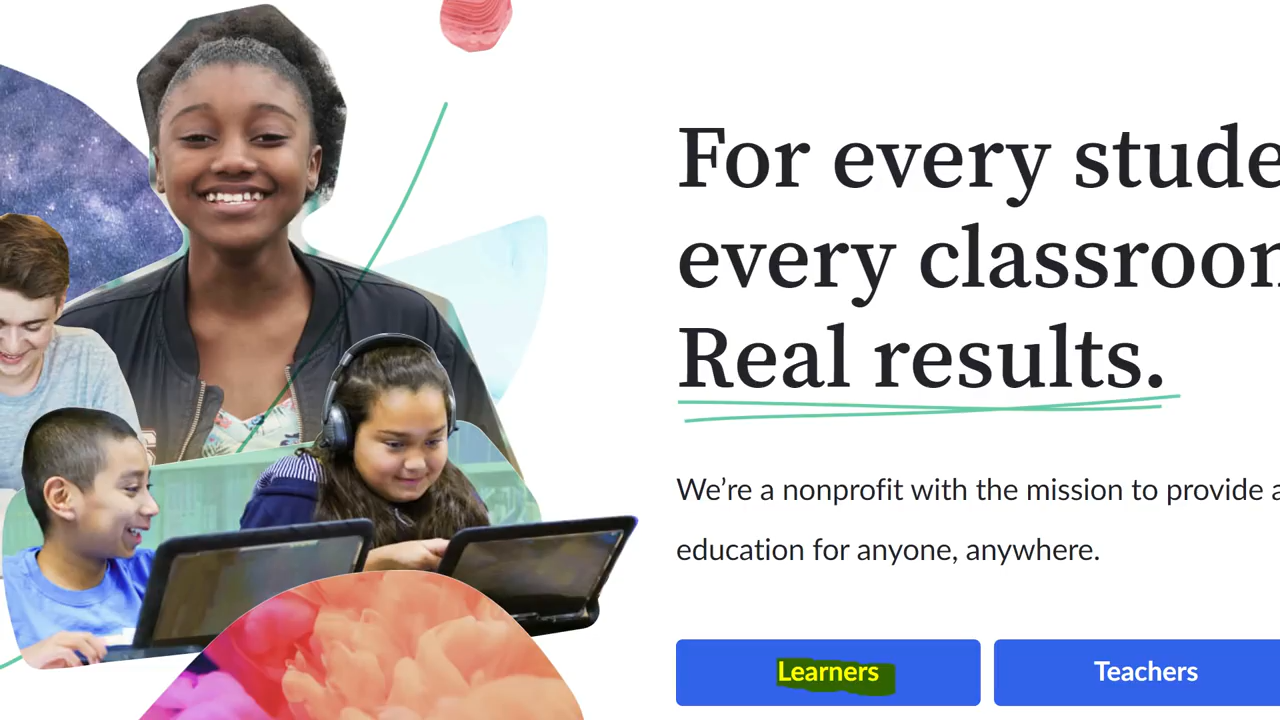 For every stude
every classroom
Real results.
We’re a nonprofit with the mission to provide a
education for anyone, anywhere.
Learners
Teachers